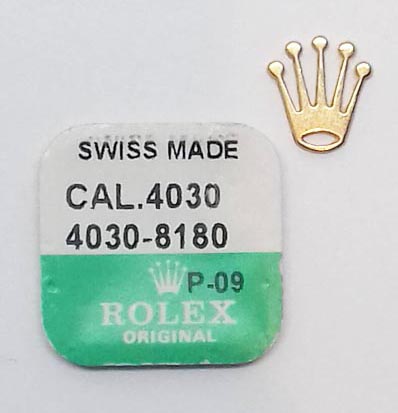 SWISS MADE
CAL.4030
4030-8180
P-09
ROLEX
ORIGINAL